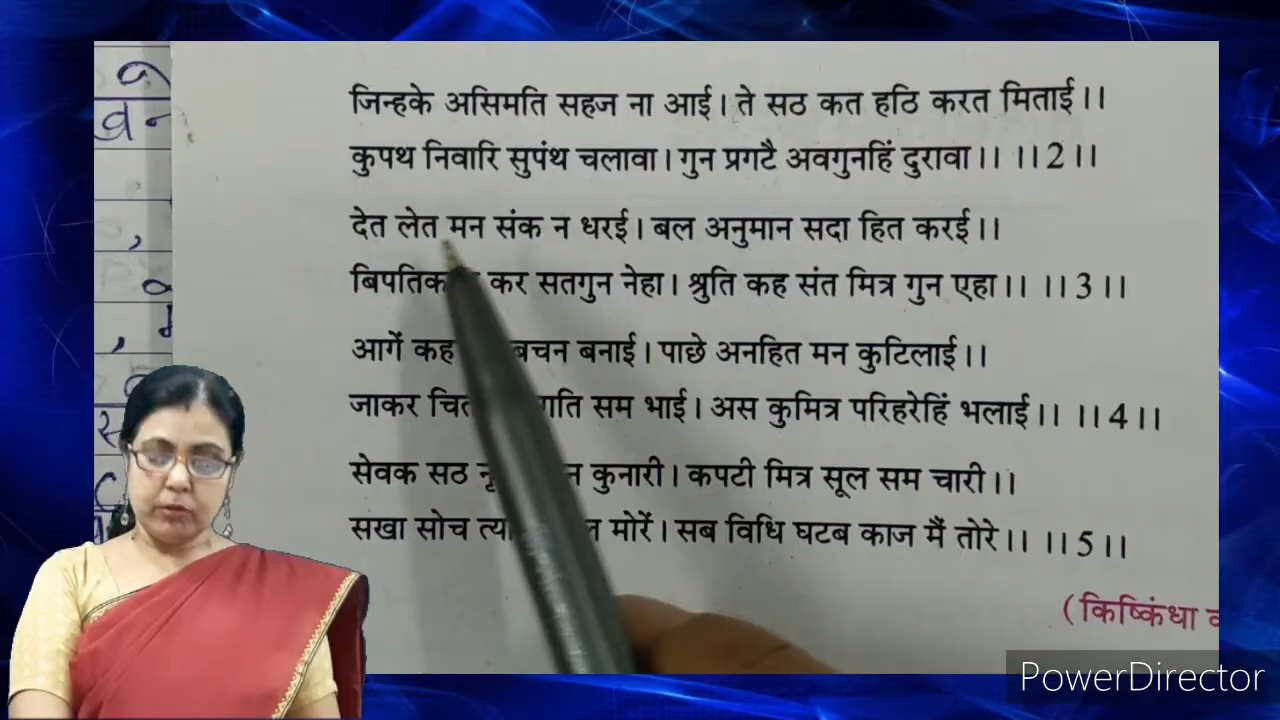 जिन्हके असिमति सहज ना आई। ते सठ कत हठि करत मिताई।।
कुपथ निवारि सुपंथ चलावा। गुन प्रगटै अवगुनहिं दुरावा।। ।।2।।
देत लेत मन संक न धरई। बल अनुमान सदा हित करई।।
कर सतगुन नेहा। श्रुति कह संत मित्र गुन एहा।। ।।3।।
आगें कह बचन बनाई। पाछे अनहित मन कुटिलाई।।
जाकर सम भाई। अस कुमित्र परिहरेहिं भलाई।। ।।4।।
सेवक सठ कुनारी। कपटी मित्र सूल सम चारी।।
सखा सोच मोरें। सब विधि घटब काज मैं तोरे।। ।।5।।
(किष्किंधा
PowerDirector